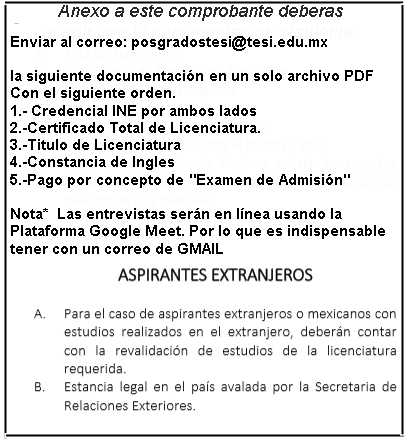 Anexo a este comprobante deberas
Enviar al correo: posgradostesi@tesi.edu.mx
la siguiente documentación en un solo archivo PDF
Con el siguiente orden.
1.- Credencial INE por ambos lados
2.-Certificado Total de Licenciatura.
3.-Titulo de Licenciatura
4.-Constancia de Ingles
5.-Pago por concepto de "Examen de Admisión"
Nota* Las entrevistas serán en línea usando la
Plataforma Google Meet. Por lo que es indispensable
tener con un correo de GMAIL
ASPIRANTES EXTRANJEROS
A. Para el caso de aspirantes extranjeros o mexicanos con
estudios realizados en el extranjero, deberán contar
con la revalidación de estudios de la licenciatura
requerida.
B. Estancia legal en el país avalada por la Secretaria de
Relaciones Exteriores.